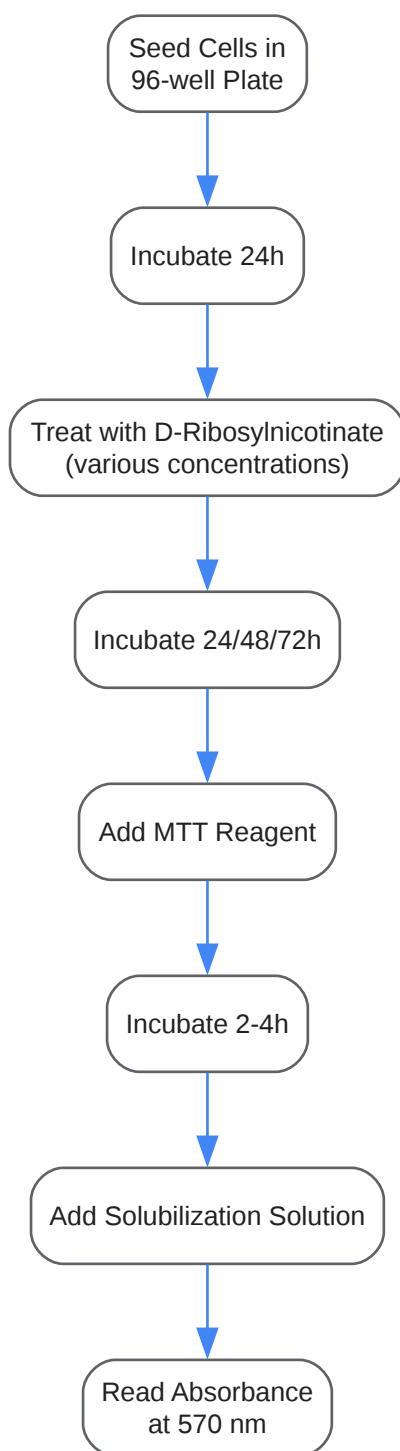 Seed Cells in
96-well Plate
Incubate 24h
Treat with D-Ribosylnicotinate
(various concentrations)
Incubate 24/48/72h
Add MTT Reagent
Incubate 2-4h
Add Solubilization Solution
Read Absorbance
at 570 nm